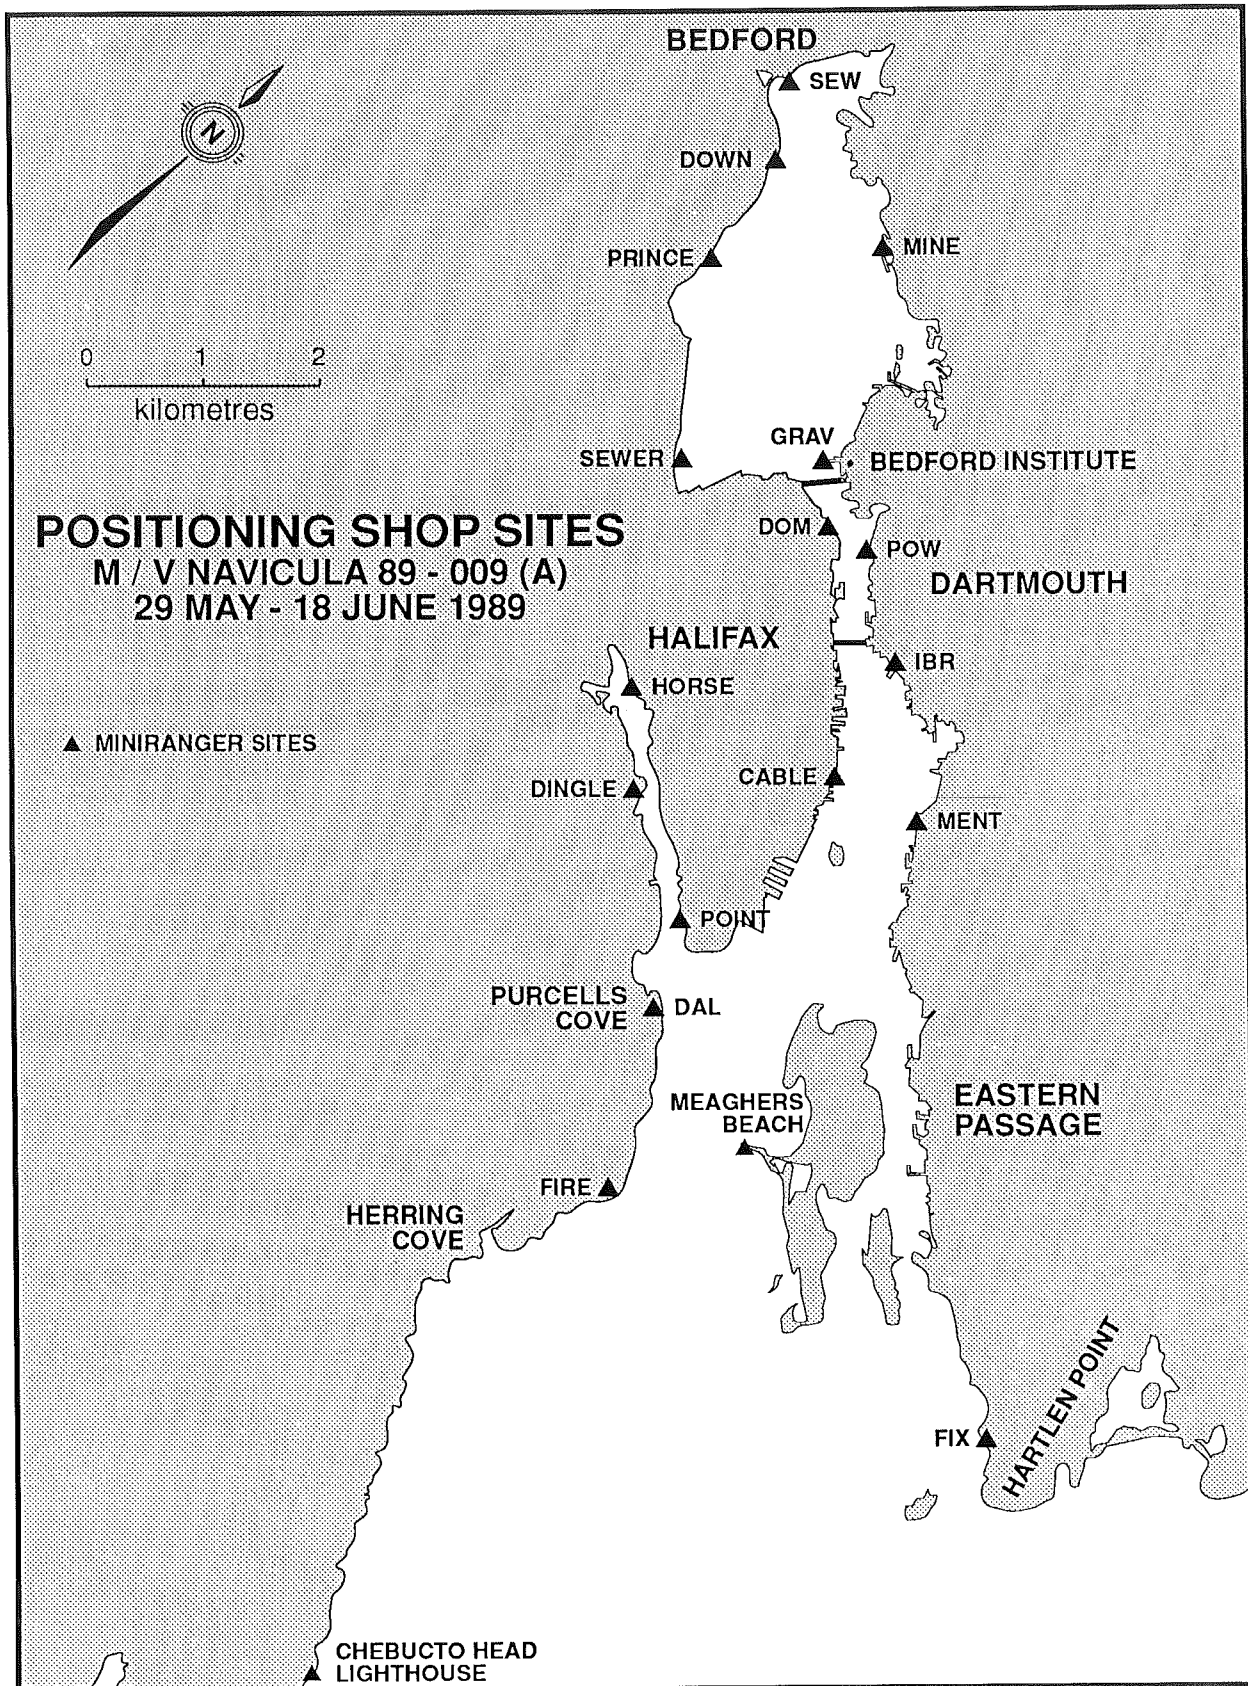 BEDFORD
SEW
N
DOWN
PRINCE
MINE
0 1 2
kilometres
GRAV
SEWER
BEDFORD INSTITUTE
POSITIONING SHOP SITES
M / V NAVICULA 89 - 009 (A)
29 MAY - 18 JUNE 1989
DOM
POW
DARTMOUTH
HALIFAX
IBR
HORSE
▲ MINIRANGER SITES
CABLE
DINGLE
MENT
POINT
PURCELLS
COVE
DAL
MEAGHERS
BEACH
EASTERN
PASSAGE
FIRE
HERRING
COVE
HARTLEN POINT
FIX
CHEBUCTO HEAD
LIGHTHOUSE